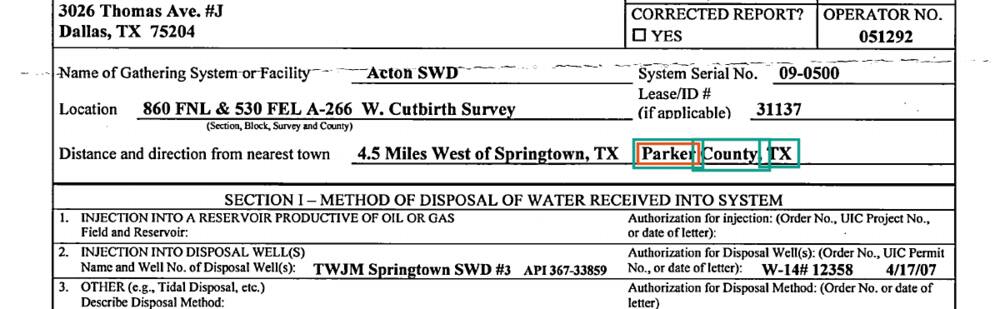 3026 Thomas Ave. #J
Dallas, TX 75204
CORRECTED REPORT?
☐ YES
OPERATOR NO.
051292
Name of Gathering System or Facility Acton SWD System Serial No. 09-0500
Location 860 FNL & 530 FEL A-266 W. Cutbirth Survey
(Section, Block, Survey and County)
Lease/ID #
(if applicable) 31137
Distance and direction from nearest town 4.5 Miles West of Springtown, TX Parker County, TX
SECTION I – METHOD OF DISPOSAL OF WATER RECEIVED INTO SYSTEM
1. INJECTION INTO A RESERVOIR PRODUCTIVE OF OIL OR GAS
Field and Reservoir:
Authorization for injection: (Order No., UIC Project No.,
or date of letter):
2. INJECTION INTO DISPOSAL WELL(S)
Name and Well No. of Disposal Well(s): TWJM Springtown SWD #3 API 367-33859
Authorization for Disposal Well(s): (Order No., UIC Permit
No., or date of letter): W-14# 12358 4/17/07
3. OTHER (e.g., Tidal Disposal, etc.)
Describe Disposal Method:
Authorization for Disposal Method: (Order No. or date of
letter)